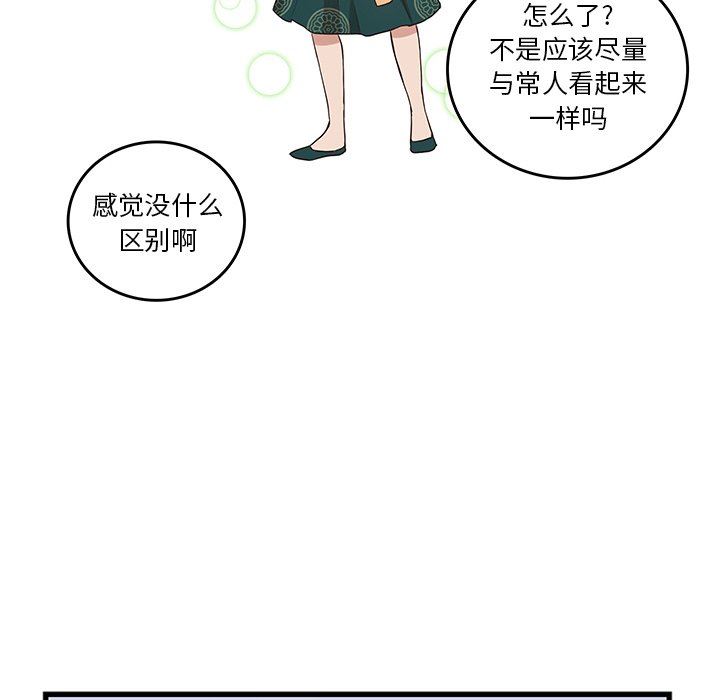 怎么了?
不是应该尽量
与常人看起来
一样吗
感觉没什么
区别啊